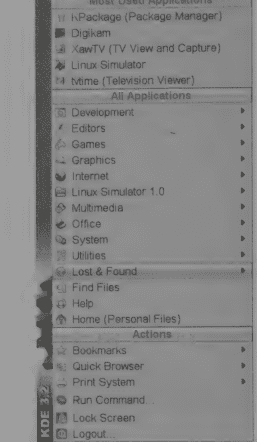 Most Used Applications
KPackage (Package Manager)
Digikam
XawTV (TV View and Capture)
Linux Simulator
tvtime (Television Viewer)
All Applications
Development
Editors
Games
Graphics
Internet
Linux Simulator 1.0
Multimedia
Office
System
Utilities
Lost & Found
Find Files
Help
Home (Personal Files)
Actions
Bookmarks
Quick Browser
Print System
Run Command...
Lock Screen
Logout...
KDE 3.2